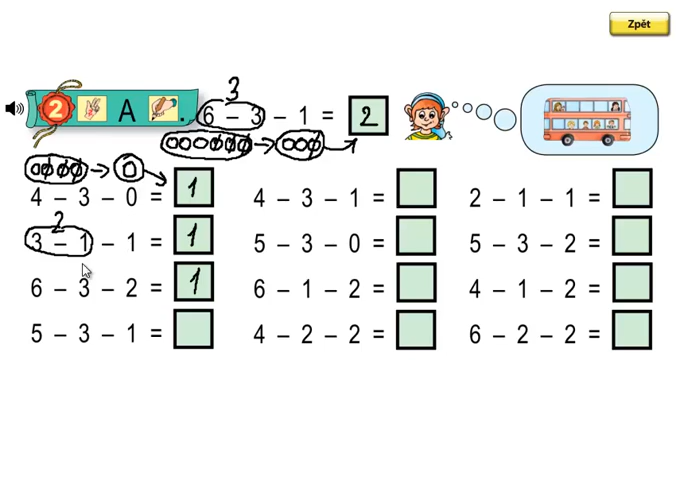 Zpět
3
2 A . 6 – 3 – 1 = 2
4 – 3 – 0 = 1 4 – 3 – 1 = 2 – 1 – 1 =
2
3 – 1 – 1 = 1 5 – 3 – 0 = 5 – 3 – 2 =
6 – 3 – 2 = 1 6 – 1 – 2 = 4 – 1 – 2 =
5 – 3 – 1 = 4 – 2 – 2 = 6 – 2 – 2 =